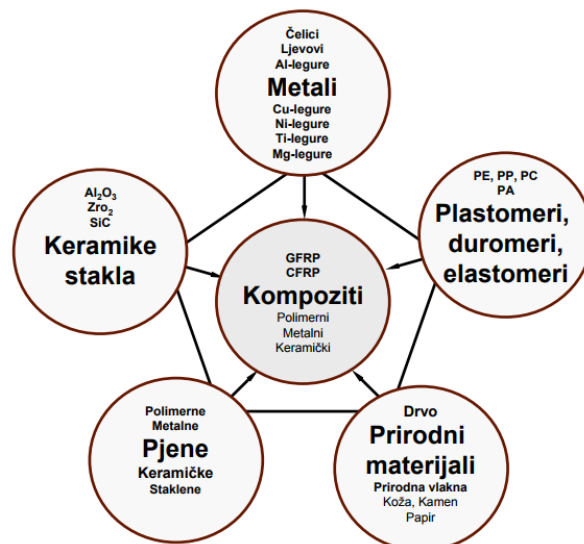 Čelici
Ljevovi
Al-legure
Metali
Cu-legure
Ni-legure
Ti-legure
Mg-legure
Al₂O₃
Zro₂
SiC
Keramike
stakla
PE, PP, PC
PA
Plastomeri,
duromeri,
elastomeri
GFRP
CFRP
Kompoziti
Polimerni
Metalni
Keramički
Polimerne
Metalne
Pjene
Keramičke
Staklene
Drvo
Prirodni
materijali
Prirodna vlakna
Koža, Kamen
Papir